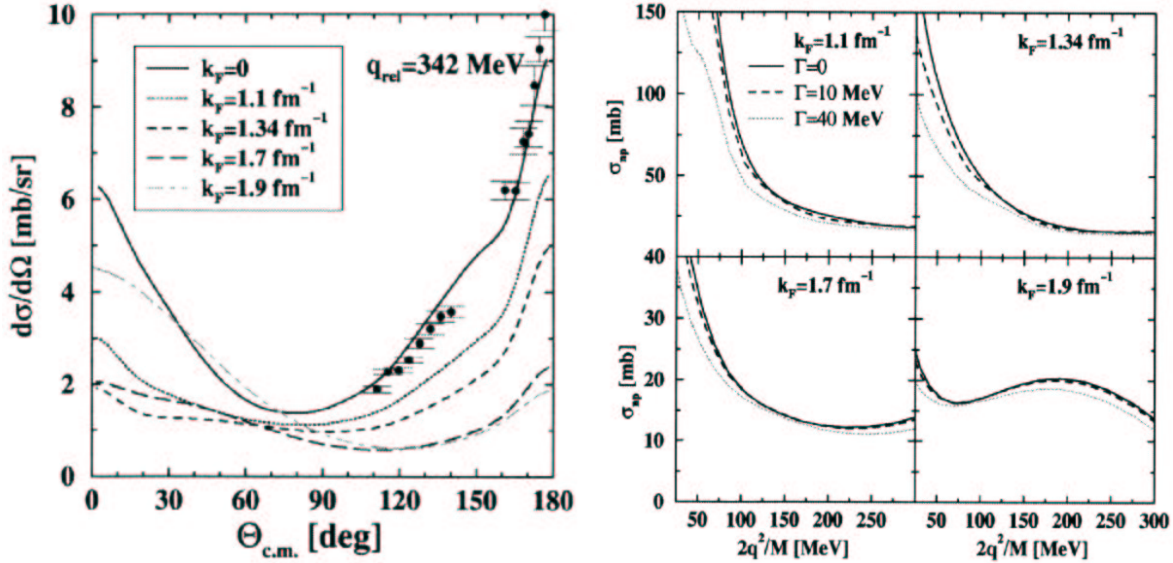 10
8
6
4
2
0
dσ/dΩ [mb/sr]
k_F=0
k_F=1.1 fm⁻¹
k_F=1.34 fm⁻¹
k_F=1.7 fm⁻¹
k_F=1.9 fm⁻¹
q_rel=342 MeV
0 30 60 90 120 150 180
Θ_c.m. [deg]
150
100
50
σ_np [mb]
k_F=1.1 fm⁻¹
Γ=0
Γ=10 MeV
Γ=40 MeV
k_F=1.34 fm⁻¹
40
30
20
10
0
σ_np [mb]
k_F=1.7 fm⁻¹
k_F=1.9 fm⁻¹
50 100 150 200 250
50 100 150 200 250 300
2q²/M [MeV]
2q²/M [MeV]